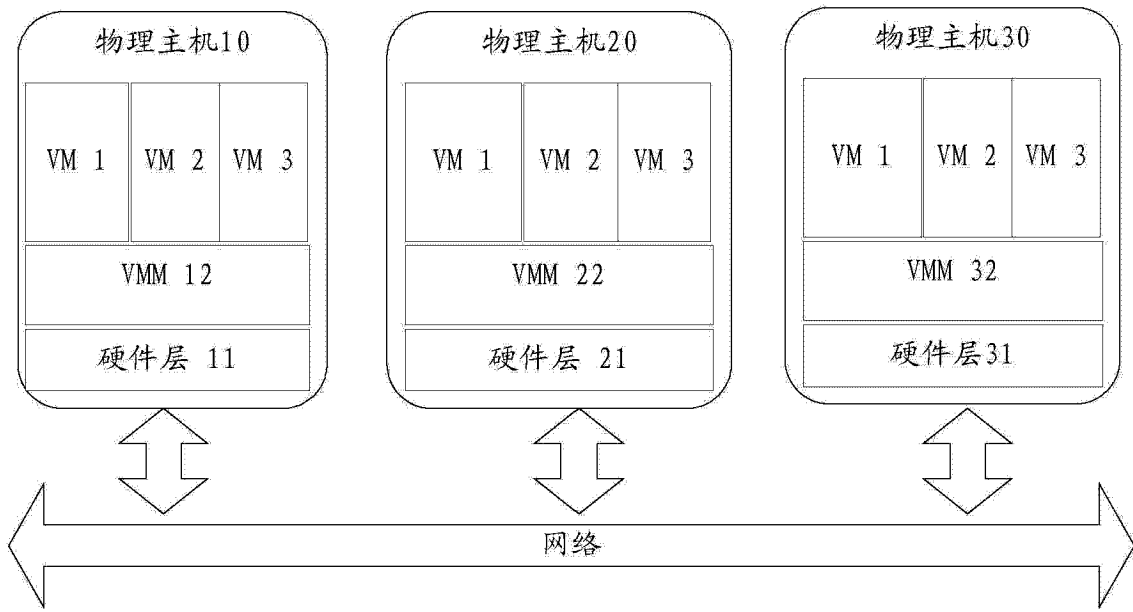 物理主机10
物理主机20
物理主机30
VM 1
VM 2
VM 3
VM 1
VM 2
VM 3
VM 1
VM 2
VM 3
VMM 12
VMM 22
VMM 32
硬件层 11
硬件层 21
硬件层31
网络